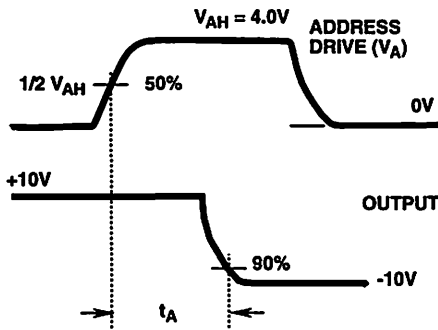 V_AH = 4.0V
ADDRESS
DRIVE (V_A)
1/2 V_AH
50%
0V
+10V
OUTPUT
90%
-10V
t_A